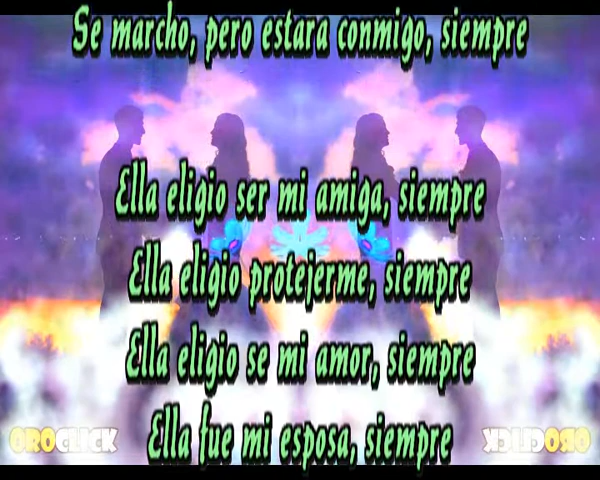 Se marcho, pero estara conmigo, siempre
Ella eligio ser mi amiga, siempre
Ella eligio protejerme, siempre
Ella eligio se mi amor, siempre
Ella fue mi esposa, siempre
OROCLICK
OROCLICK